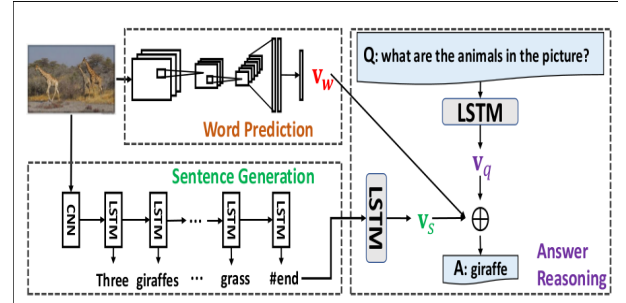 Q: what are the animals in the picture?
LSTM
v_q
v_w
Word Prediction
Sentence Generation
CNN
LSTM
LSTM
...
LSTM
LSTM
LSTM
v_s
⊕
Three giraffes ... grass #end
A: giraffe
Answer
Reasoning